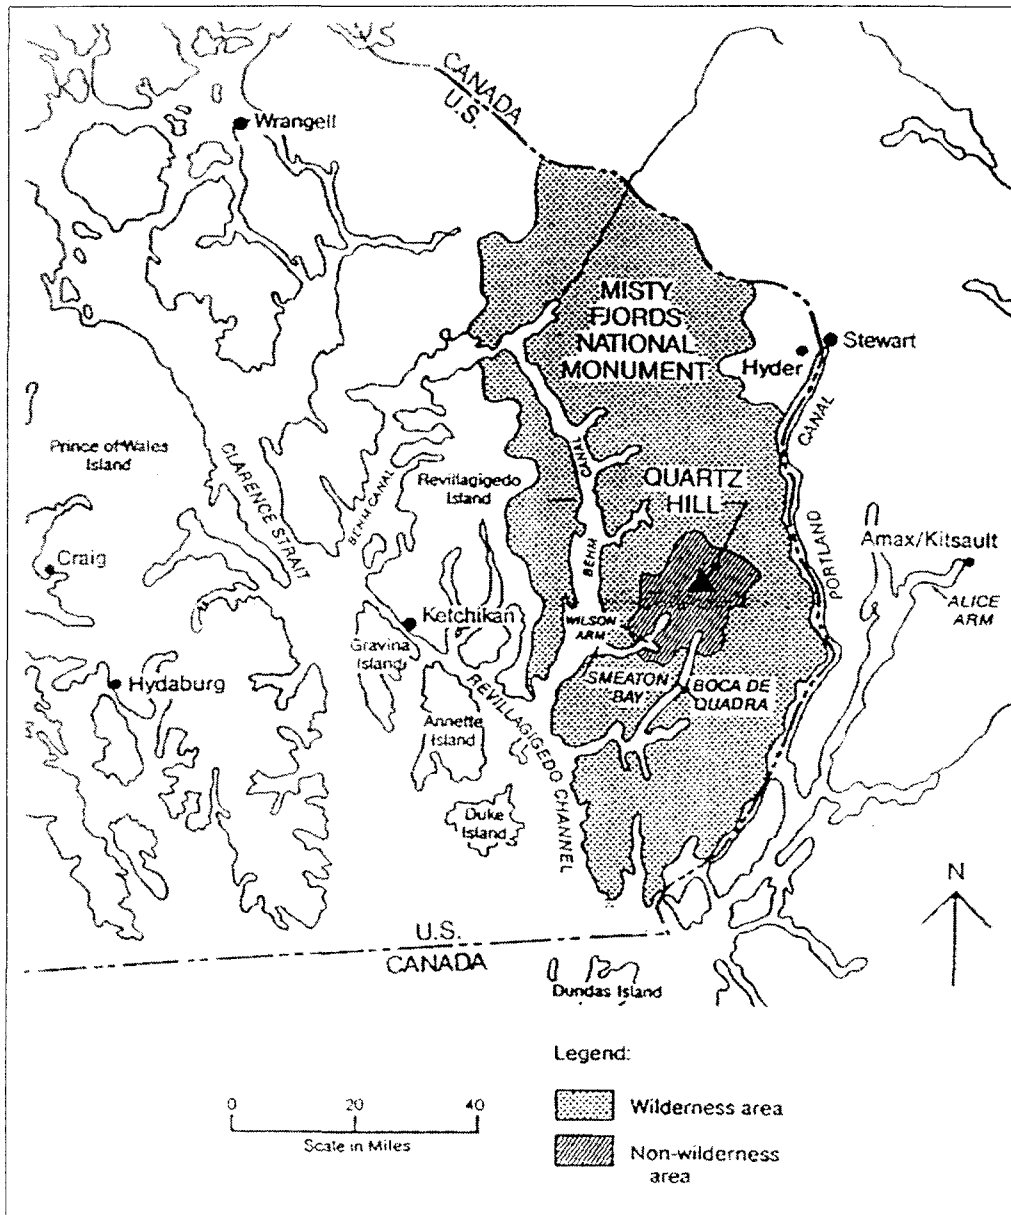 CANADA
U.S.
Wrangell
MISTY
FJORDS
NATIONAL
MONUMENT
Stewart
Hyder
CANAL
PORTLAND
Prince of Wales
Island
CLARENCE STRAIT
BEHM CANAL
Revillagigedo
Island
CANAL
BEHM
QUARTZ
HILL
Amax/Kitsault
ALICE
ARM
Craig
Ketchikan
Gravina
Island
WILSON
ARM
SMEATON
BAY
BOCA DE
QUADRA
Hydaburg
REVILLAGIGEDO CHANNEL
Annette
Island
Duke
Island
N
U.S.
CANADA
Dundas Island
Legend:
Wilderness area
Non-wilderness
area
0 20 40
Scale in Miles